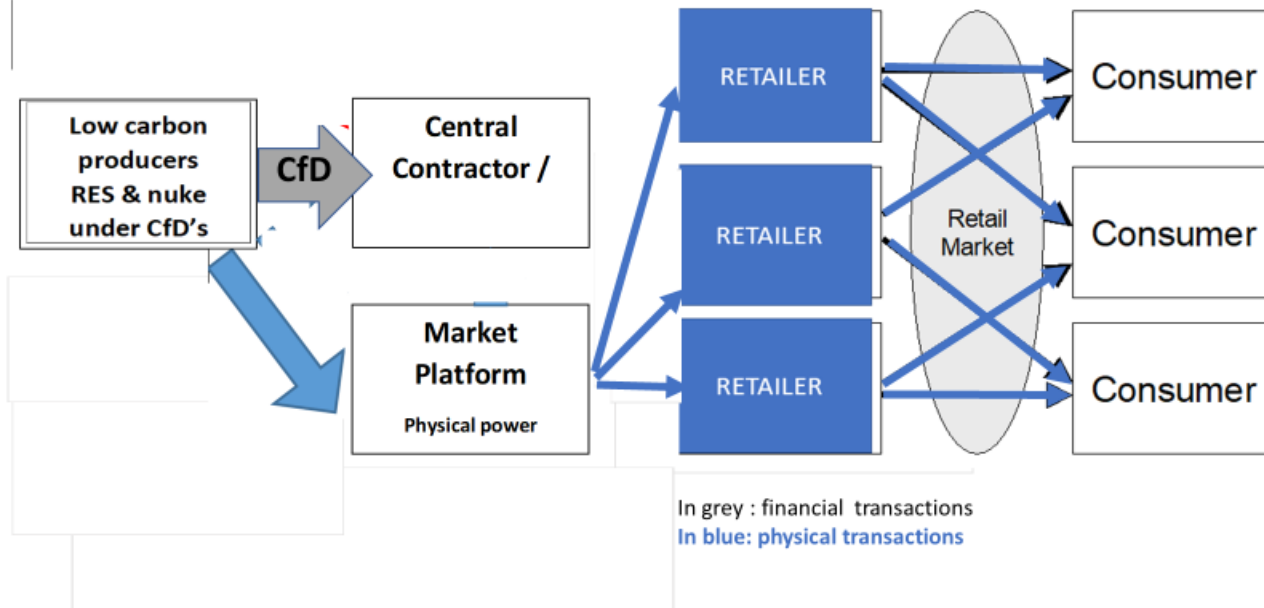 Low carbon
producers
RES & nuke
under CfD's
CfD
Central
Contractor /
Market
Platform
Physical power
RETAILER
RETAILER
RETAILER
Retail
Market
Consumer
Consumer
Consumer
In grey : financial transactions
In blue: physical transactions